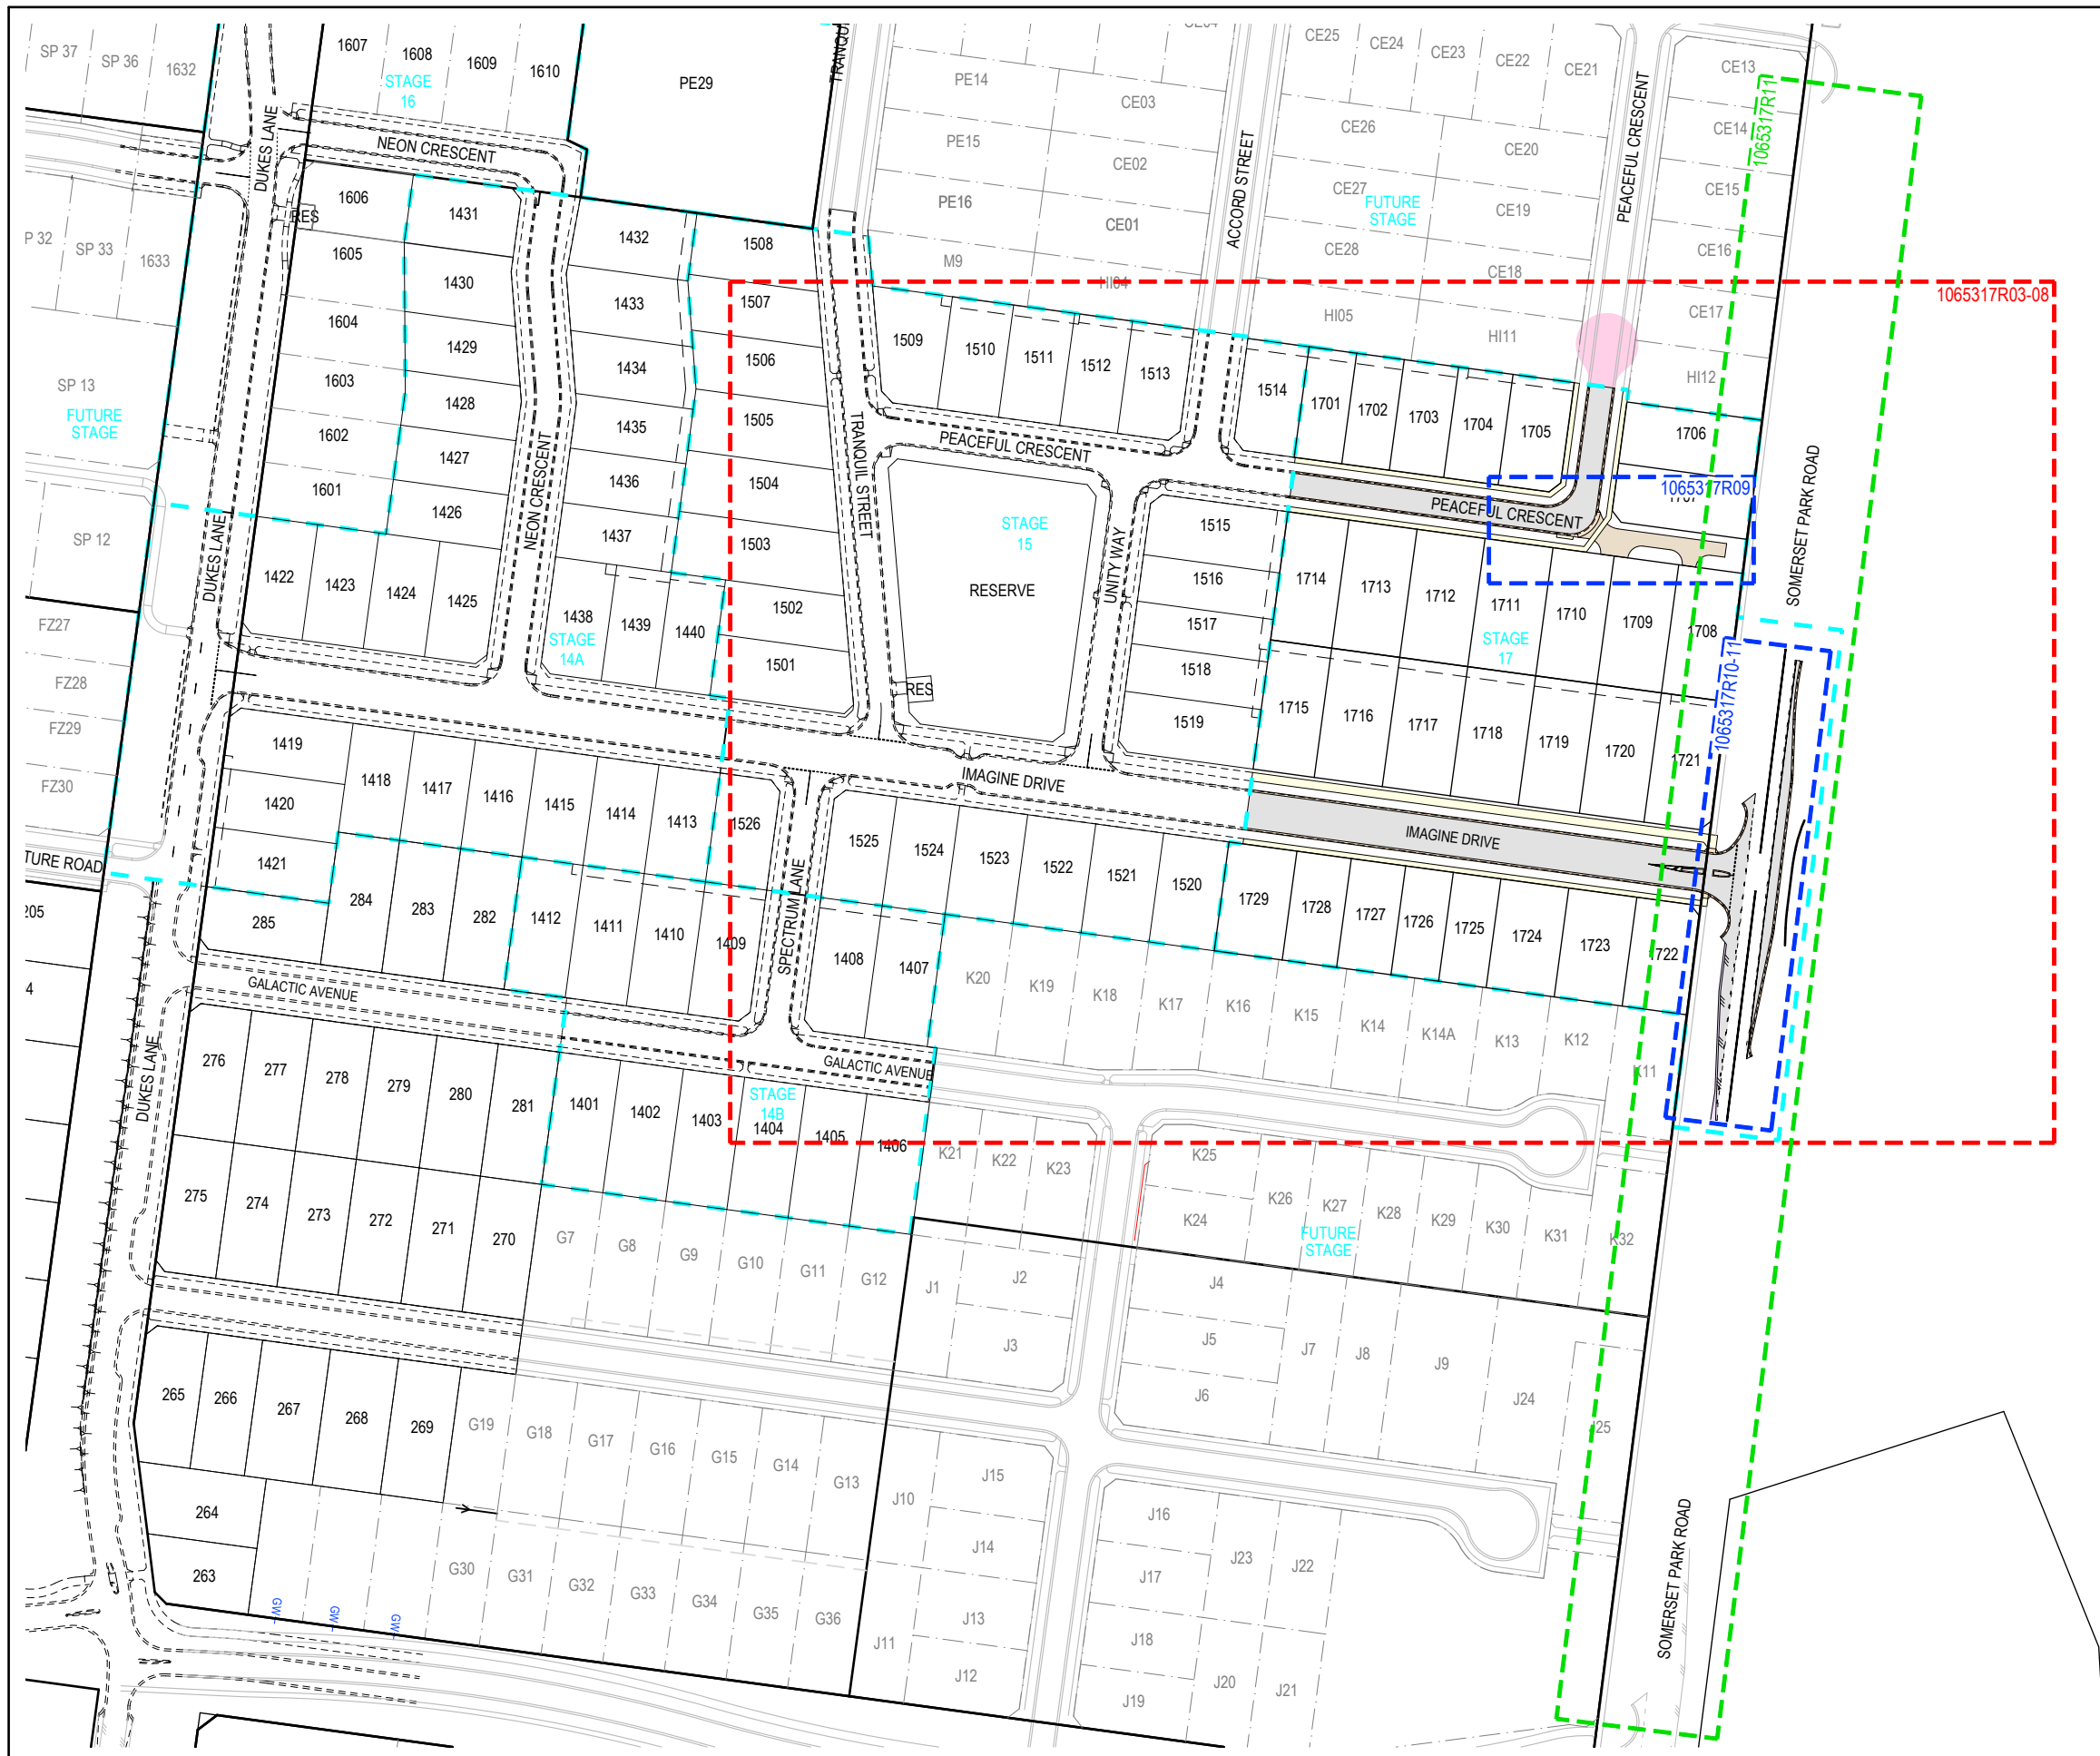 SP 37
SP 36
1632
1607
1608
1609
1610
STAGE
16
PE29
PE14
CE03
CE25
CE24
CE23
CE22
CE21
PEACEFUL CRESCENT
CE13
CE14
1065317R11
DUKES LANE
NEON CRESCENT
PE15
CE02
ACCORD STREET
CE26
CE20
CE15
P 32
SP 33
1633
RES
1606
1431
1432
1508
PE16
CE01
CE27
FUTURE
STAGE
CE19
CE16
1605
1430
1433
1507
M9
HI04
CE28
CE18
CE17
1065317R03-08
1604
1429
1434
1506
1509
1510
1511
1512
1513
HI05
HI11
HI12
SP 13
FUTURE
STAGE
1603
1428
1435
1505
1514
1701
1702
1703
1704
1705
1706
1602
1427
1436
1504
TRANQUIL STREET
PEACEFUL CRESCENT
1065317R09
SOMERSET PARK ROAD
1601
1426
1437
1503
NEON CRESCENT
STAGE
15
RESERVE
UNITY WAY
1515
PEACEFUL CRESCENT
SP 12
DUKES LANE
1422
1423
1424
1425
1438
1439
1440
STAGE
14A
1502
1501
1516
1517
1518
1519
1714
1713
1712
1711
1710
1709
1708
STAGE
17
FZ27
FZ28
FZ29
FZ30
RES
1715
1716
1717
1718
1719
1720
1721
1065317R10-11
1419
1420
1421
1418
1417
1416
1415
1414
1413
1526
IMAGINE DRIVE
IMAGINE DRIVE
TURE ROAD
205
4
285
284
283
282
1412
1411
1410
1409
SPECTRUM LANE
1525
1524
1523
1522
1521
1520
1729
1728
1727
1726
1725
1724
1723
1722
1408
1407
K20
K19
K18
K17
K16
K15
K14
K14A
K13
K12
K11
GALACTIC AVENUE
GALACTIC AVENUE
DUKES LANE
276
277
278
279
280
281
1401
1402
1403
STAGE
14B
1404
1405
1406
K21
K22
K23
K25
K24
K26
K27
K28
K29
K30
K31
K32
FUTURE
STAGE
275
274
273
272
271
270
G7
G8
G9
G10
G11
G12
J1
J2
J3
J4
J5
J6
J7
J8
J9
J24
J25
265
266
267
268
269
G19
G18
G17
G16
G15
G14
G13
J10
J15
J14
J13
J12
J11
J16
J17
J18
J19
J23
J22
J20
J21
264
263
GW
GW
GW
G30
G31
G32
G33
G34
G35
G36
SOMERSET PARK ROAD